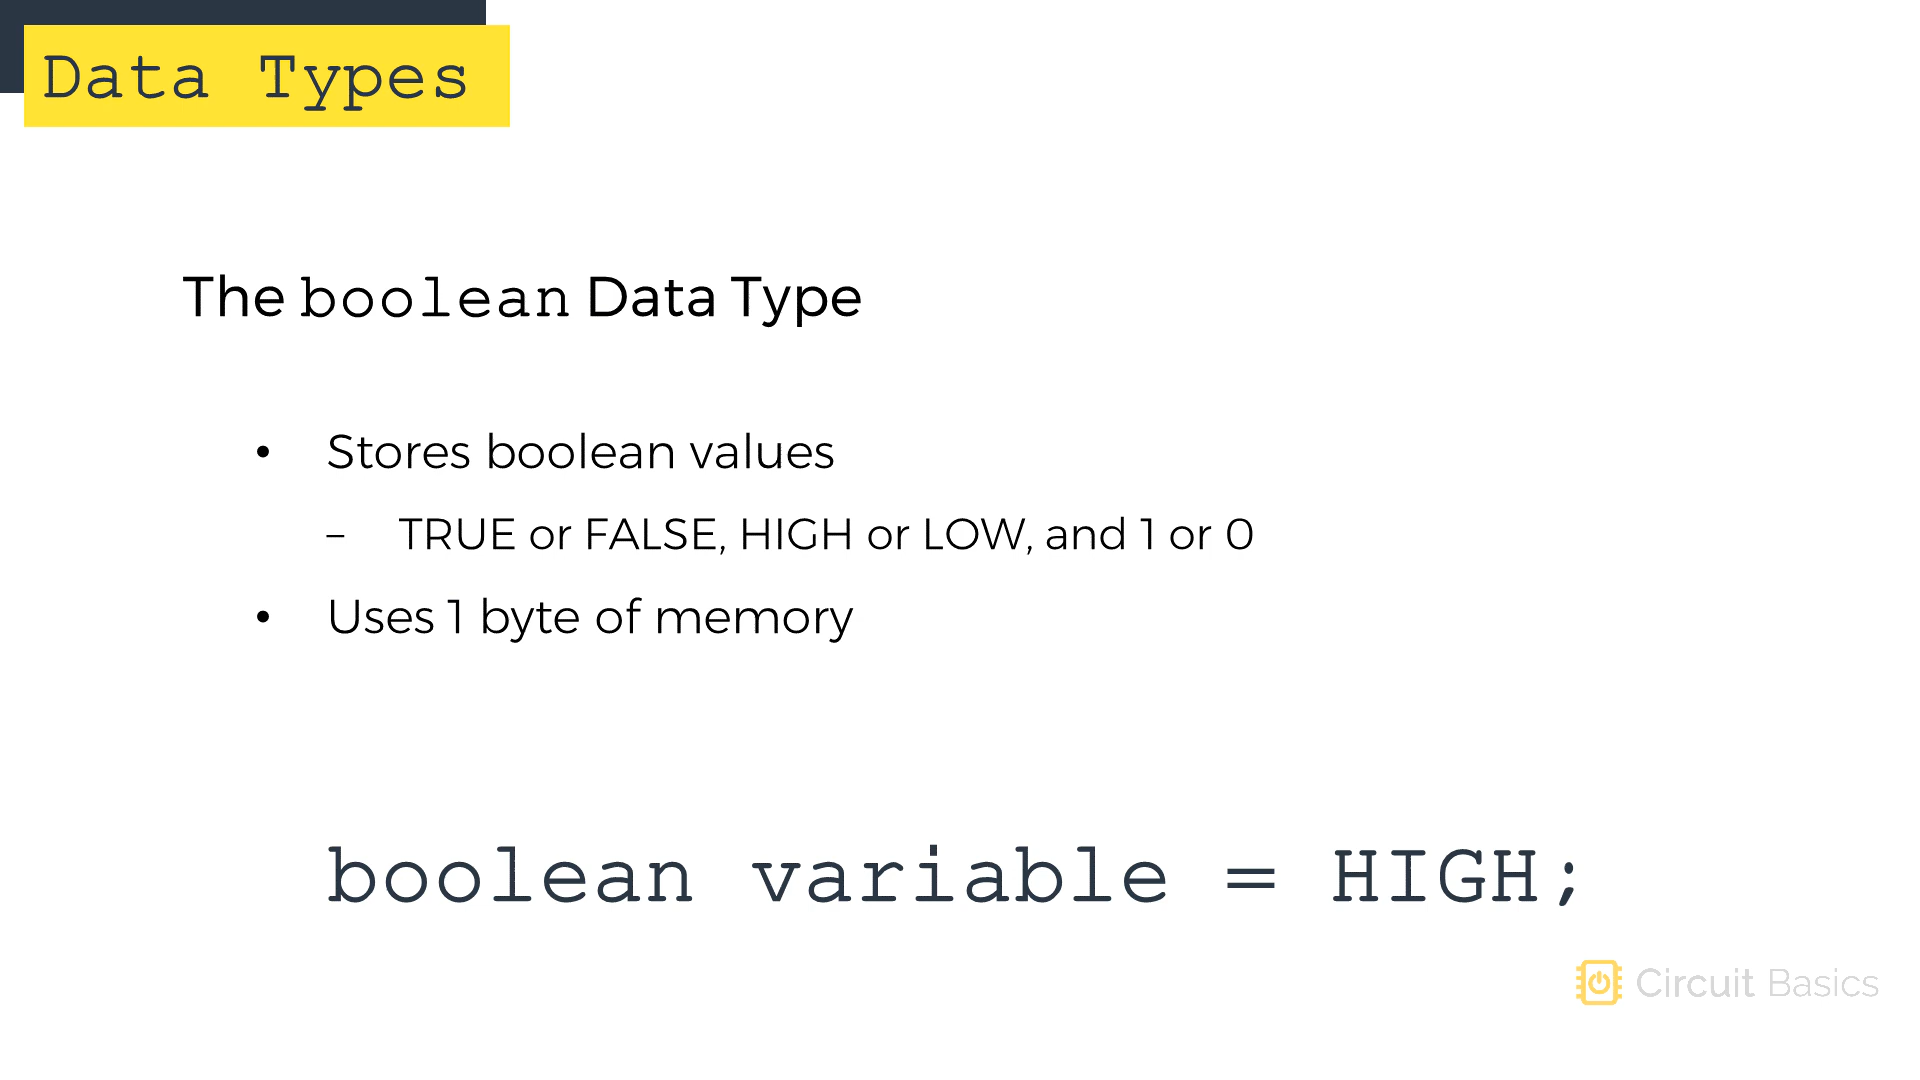 Data Types
The boolean Data Type
• Stores boolean values
– TRUE or FALSE, HIGH or LOW, and 1 or 0
• Uses 1 byte of memory
boolean variable = HIGH;
Circuit Basics